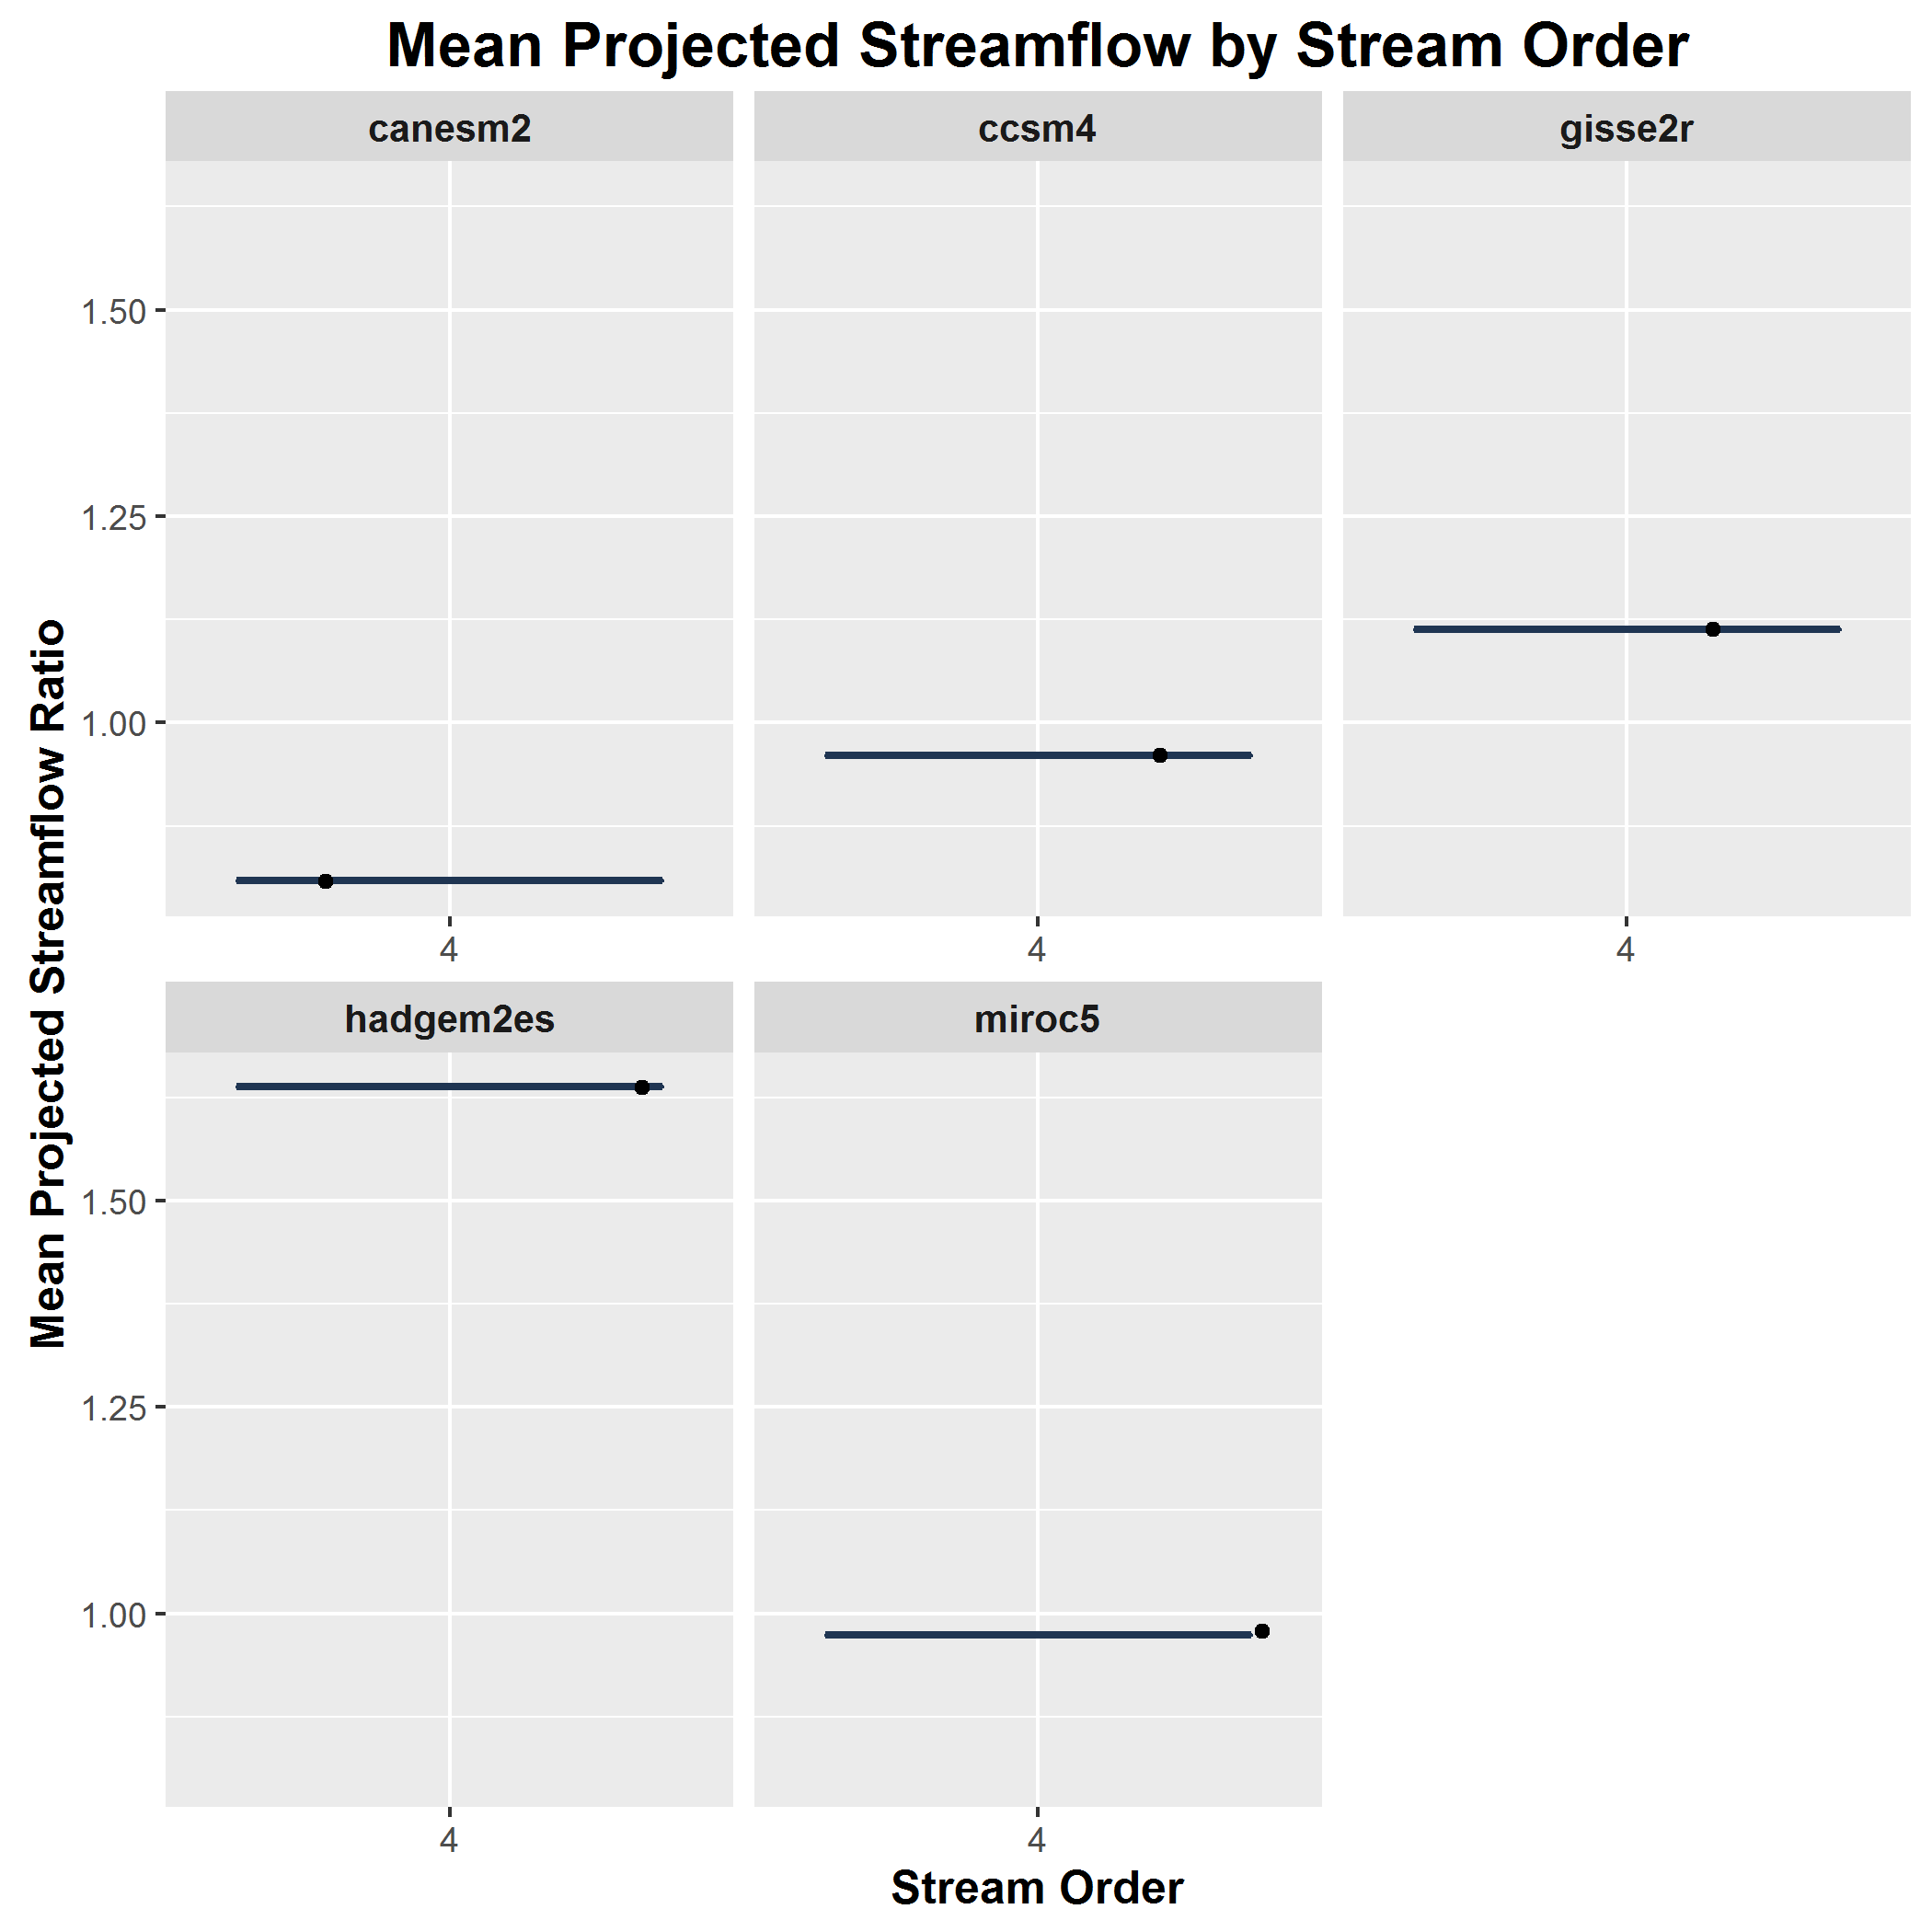 Mean Projected Streamflow by Stream Order
canesm2
ccsm4
gisse2r
1.50
1.25
1.00
4
4
4
hadgem2es
miroc5
1.50
1.25
1.00
4
4
Mean Projected Streamflow Ratio
Stream Order